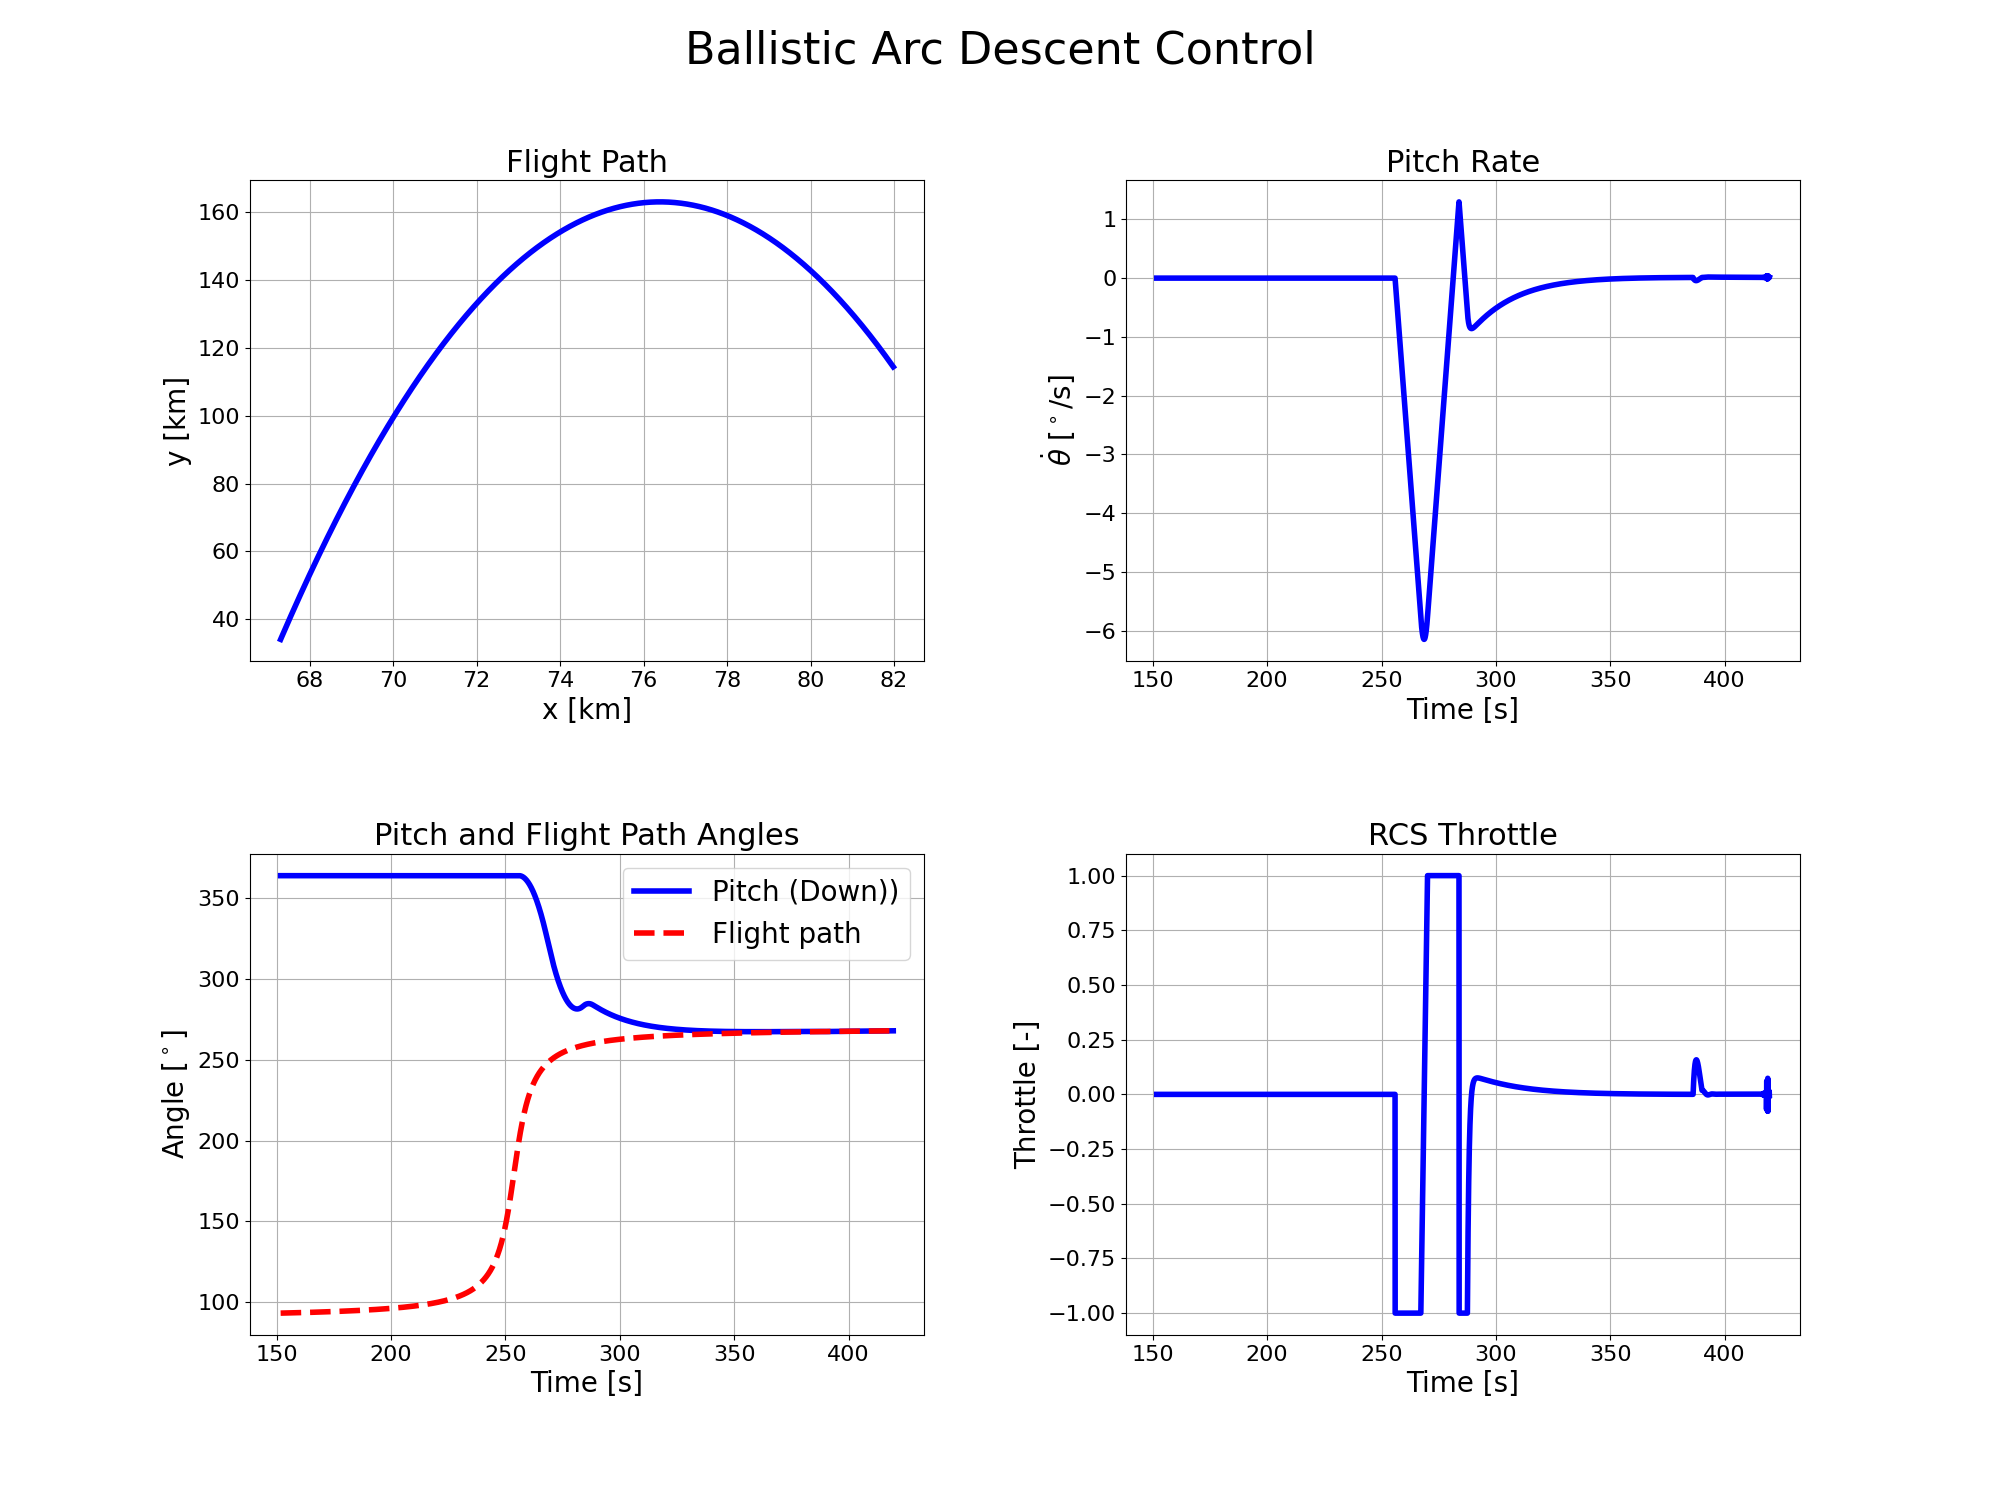 Ballistic Arc Descent Control
Flight Path
160
140
120
100
80
60
40
y [km]
68 70 72 74 76 78 80 82
x [km]
Pitch Rate
1
0
−1
−2
−3
−4
−5
−6
θ̇ [°/s]
150 200 250 300 350 400
Time [s]
Pitch and Flight Path Angles
Pitch (Down))
Flight path
350
300
250
200
150
100
Angle [°]
150 200 250 300 350 400
Time [s]
RCS Throttle
1.00
0.75
0.50
0.25
0.00
−0.25
−0.50
−0.75
−1.00
Throttle [-]
150 200 250 300 350 400
Time [s]